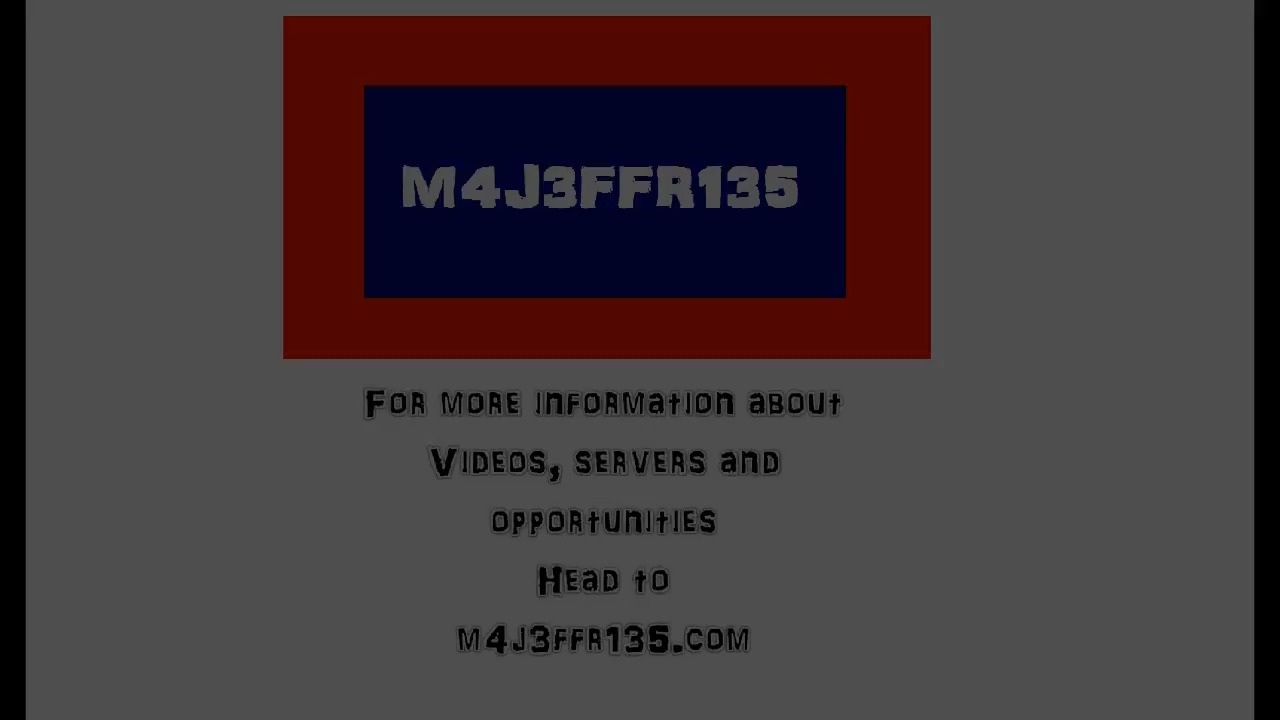 M4J3FFR135
For more information about
Videos, servers and
opportunities
Head to
m4j3ffr135.com